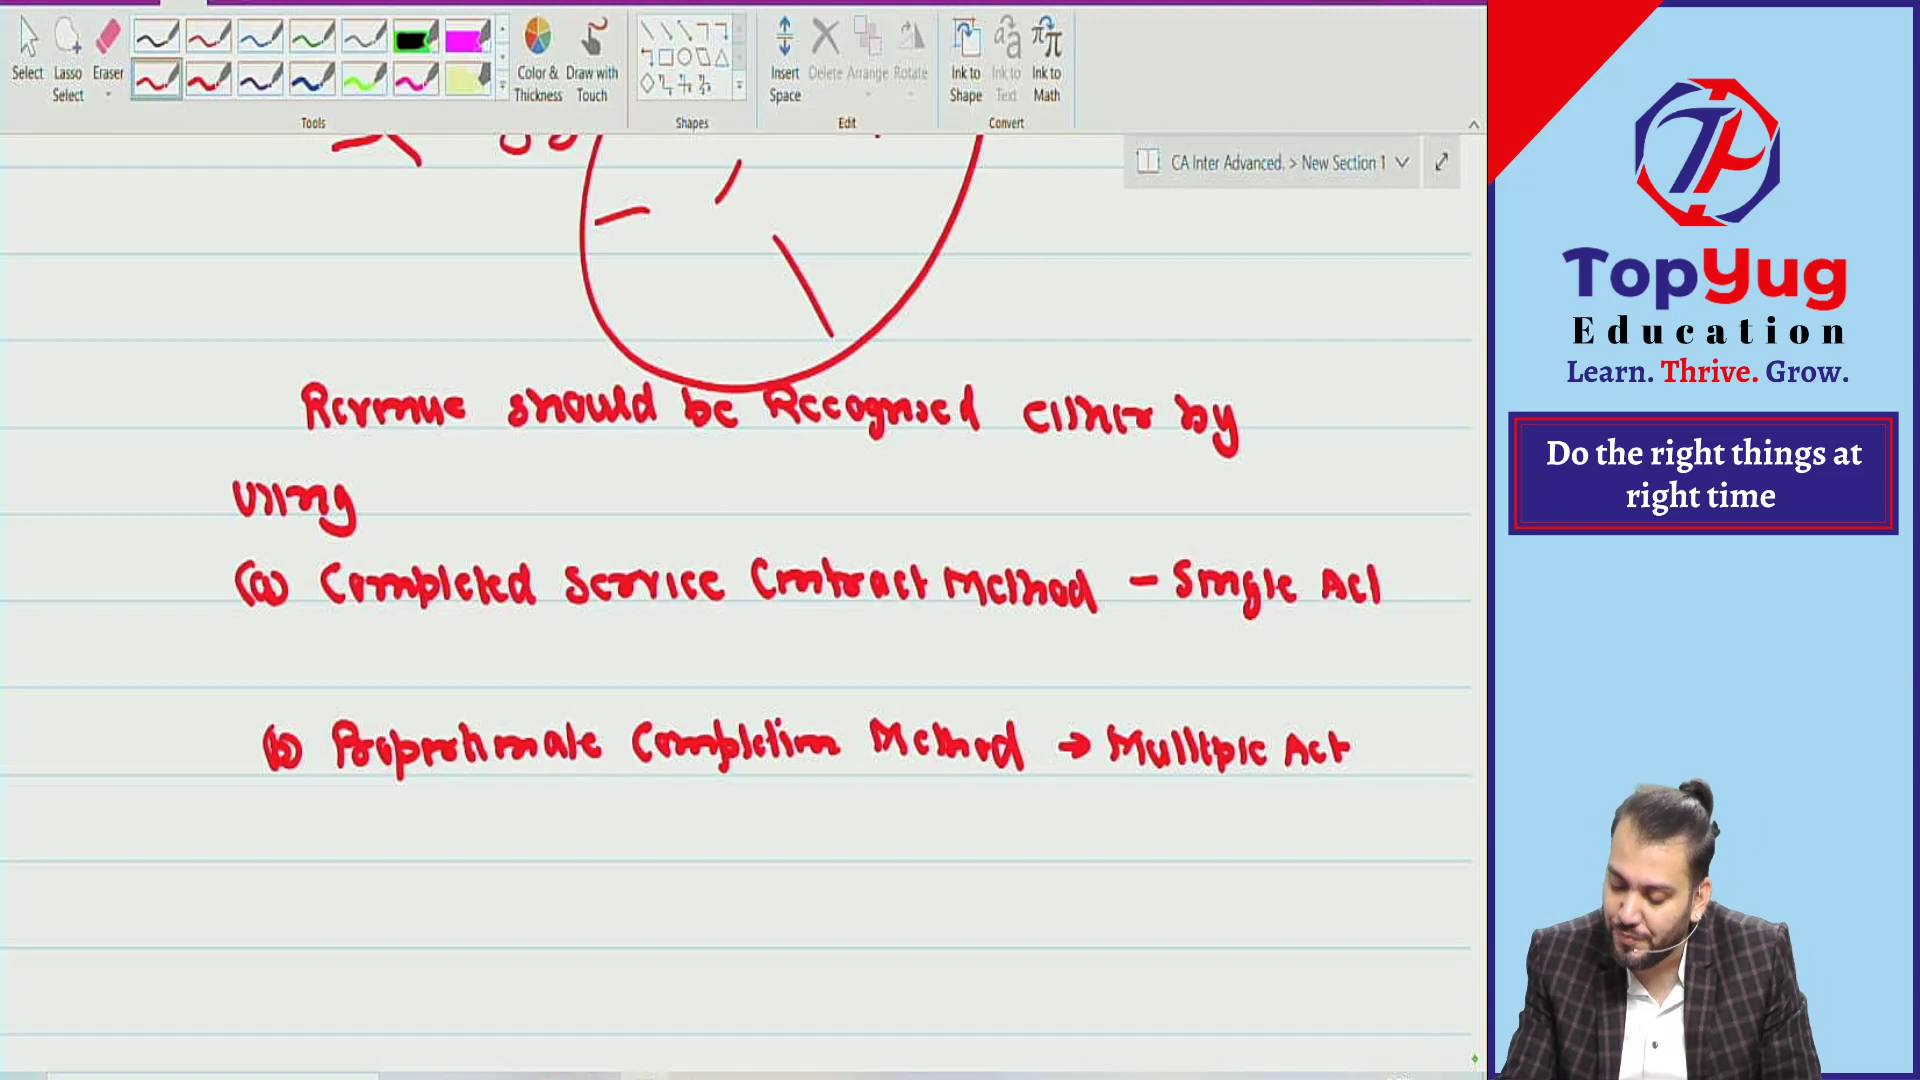 Select
Lasso Select
Eraser
Color & Thickness
Draw with Touch
Insert Space
Delete
Arrange
Rotate
Ink to Shape
Ink to Text
Ink to Math
Tools
Shapes
Edit
Convert
CA Inter Advanced. > New Section 1
Revenue should be Recognised either by
using
(a) Completed Service Contract Method - Single Act
(b) Proportionate Completion Method → Multiple Act
TopYug
Education
Learn. Thrive. Grow.
Do the right things at
right time